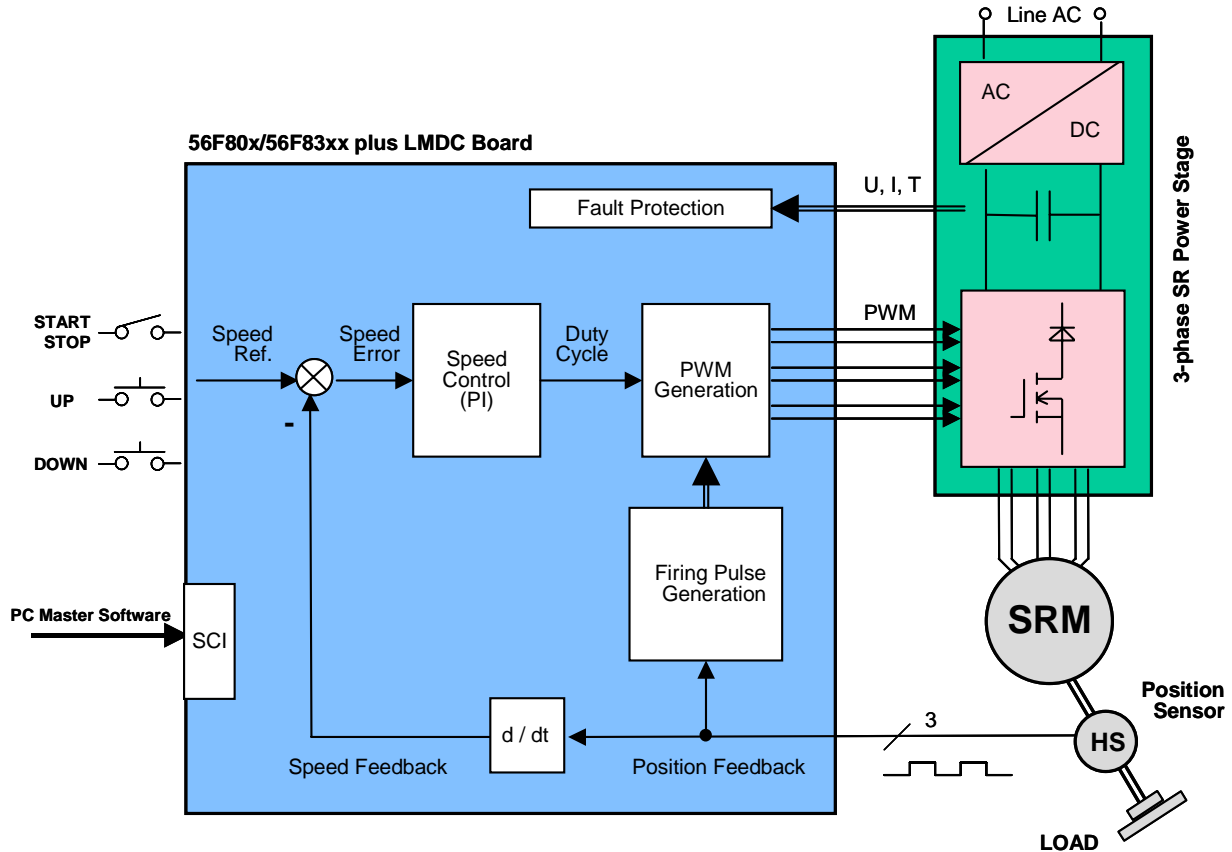 Line AC
AC
DC
3-phase SR Power Stage
56F80x/56F83xx plus LMDC Board
U, I, T
Fault Protection
START
STOP
UP
DOWN
Speed
Ref.
-
Speed
Error
Speed
Control
(PI)
Duty
Cycle
PWM
Generation
PWM
Firing Pulse
Generation
PC Master Software
SCI
SRM
Position
Sensor
HS
3
d / dt
Speed Feedback
Position Feedback
LOAD